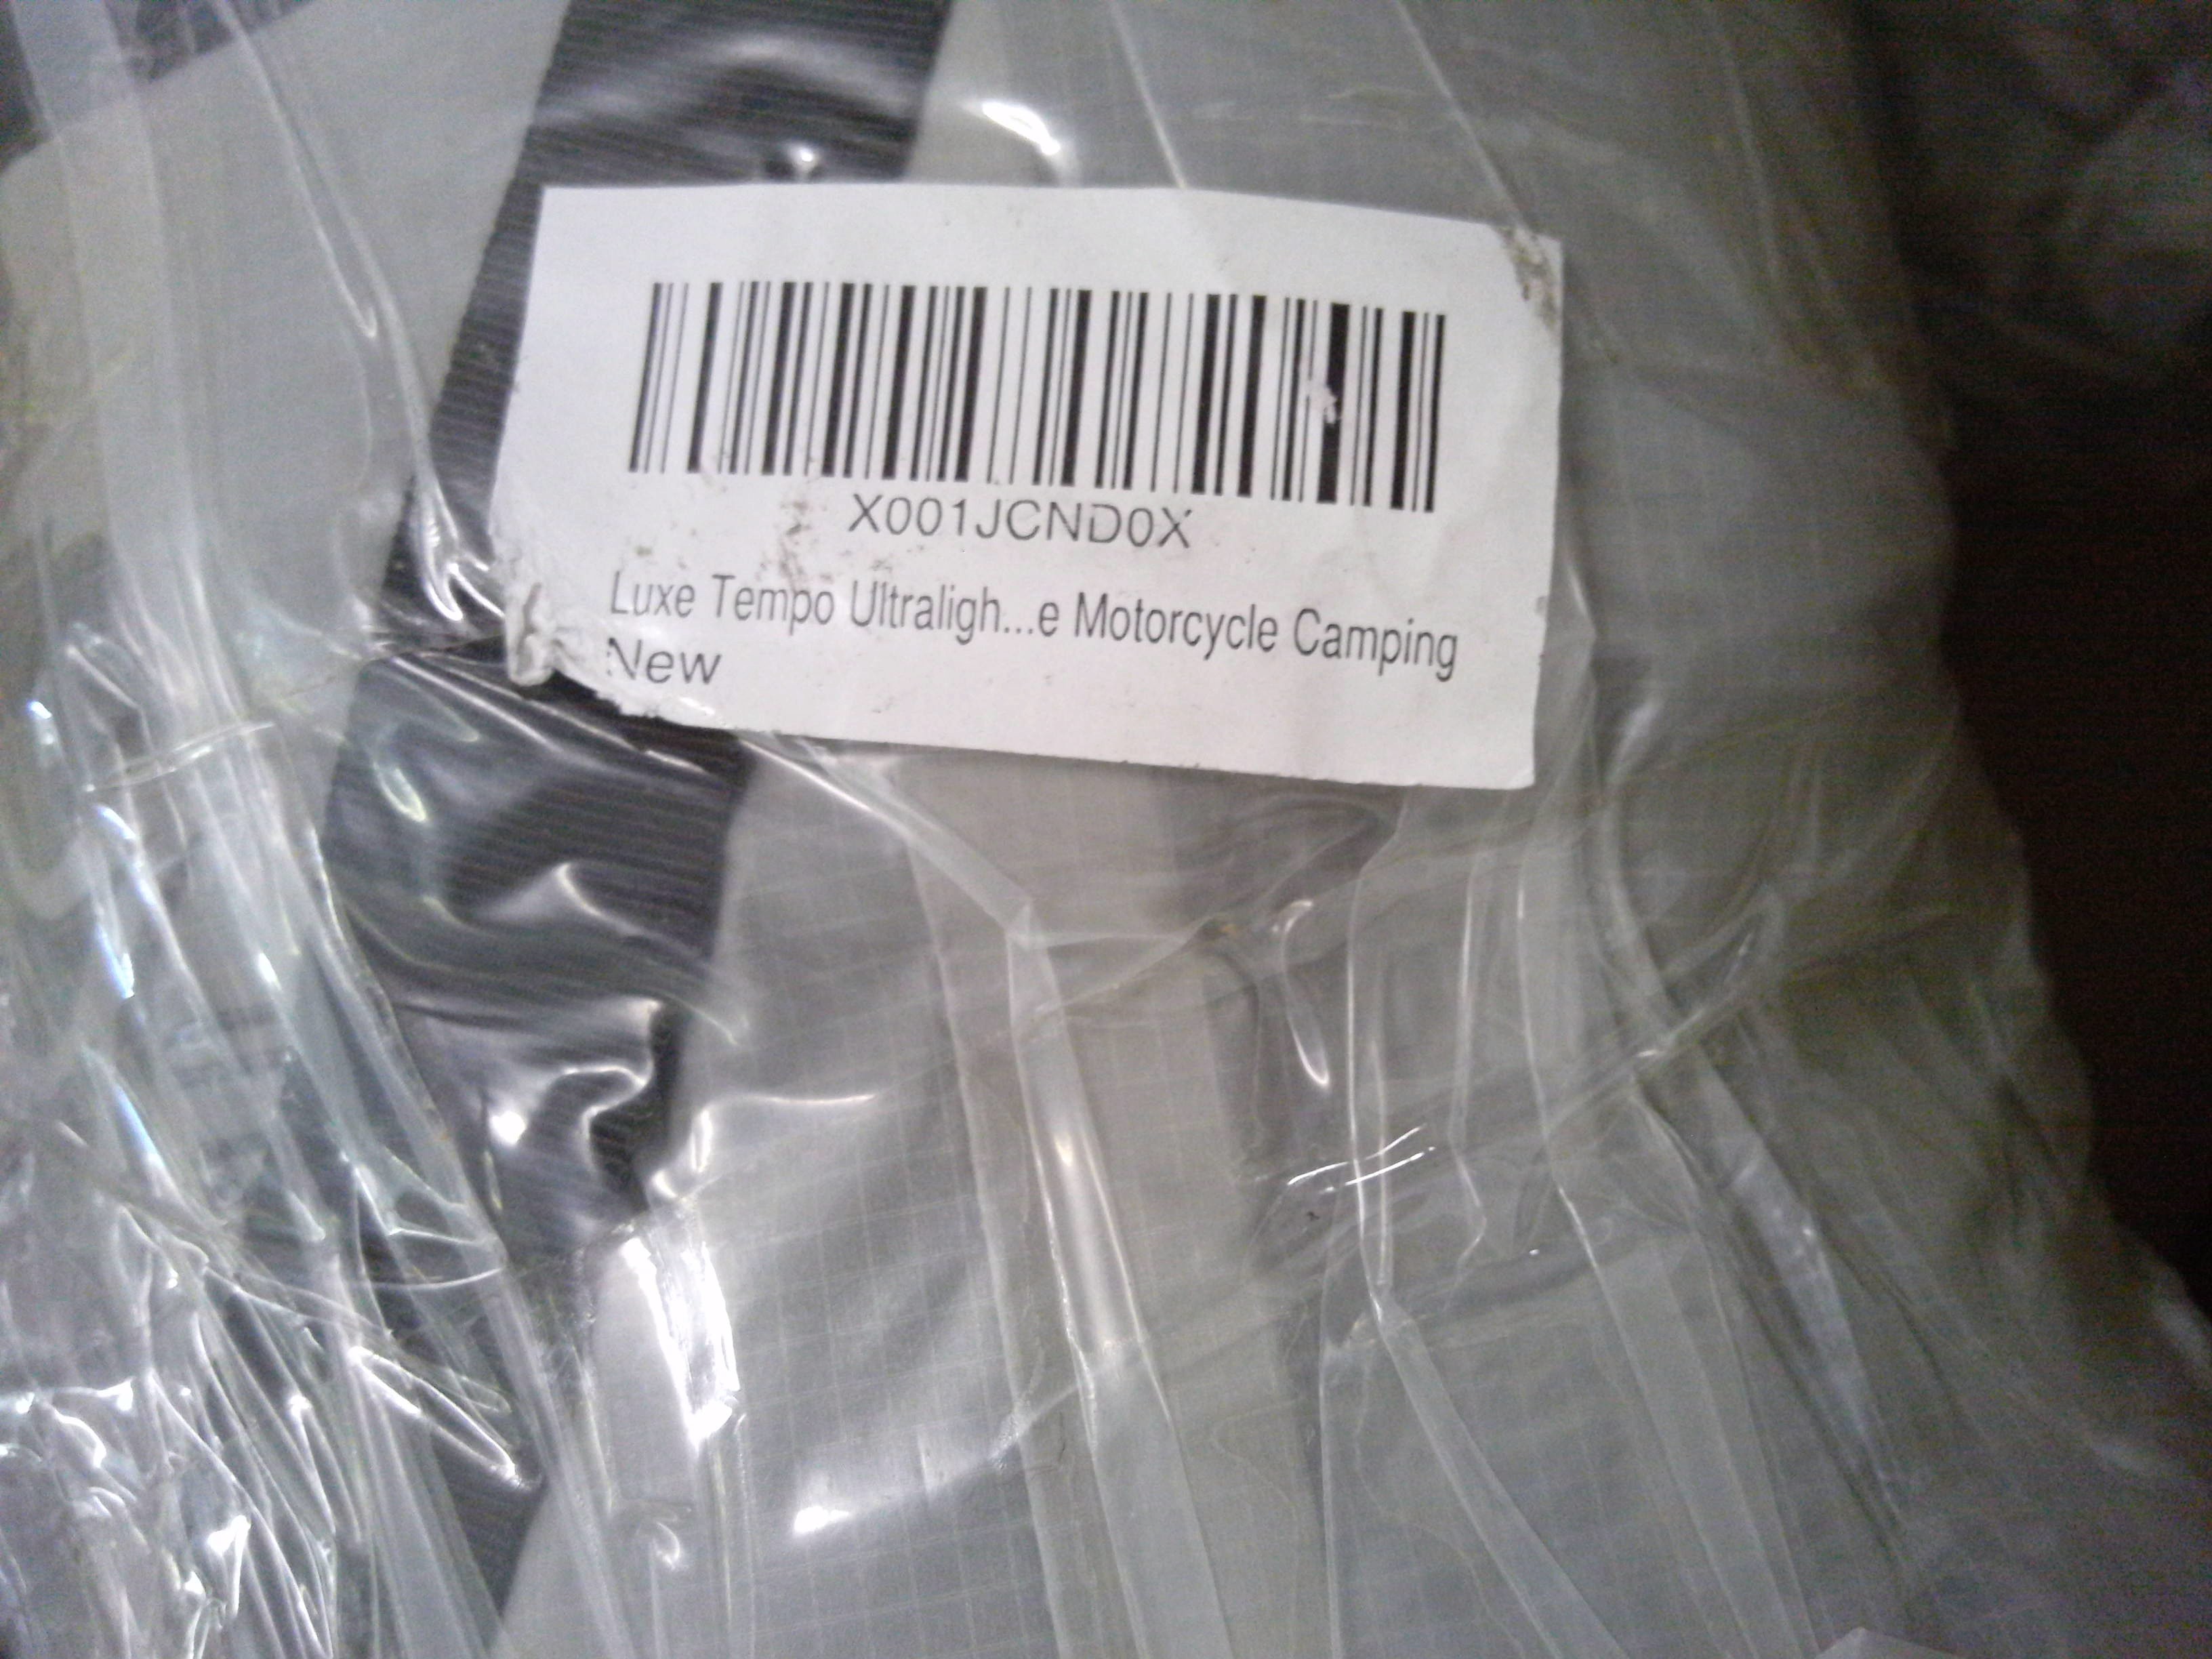 X001JCND0X
Luxe Tempo Ultraligh...e Motorcycle Camping
New